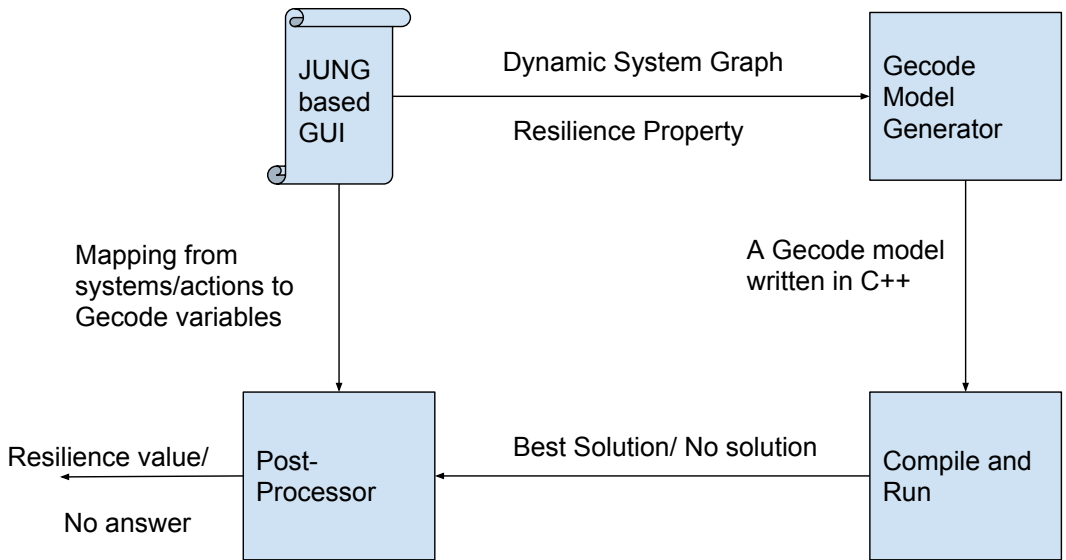 JUNG
based
GUI
Dynamic System Graph
Resilience Property
Gecode
Model
Generator
Mapping from
systems/actions to
Gecode variables
A Gecode model
written in C++
Resilience value/
No answer
Post-
Processor
Best Solution/ No solution
Compile and
Run